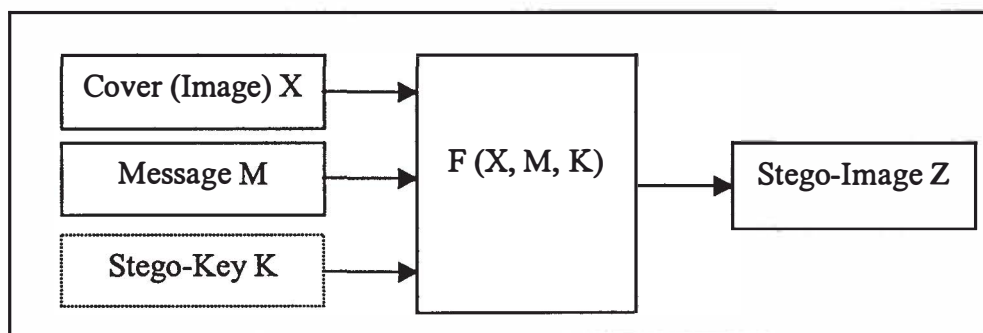 Cover (Image) X
Message M
Stego-Key K
F (X, M, K)
Stego-Image Z